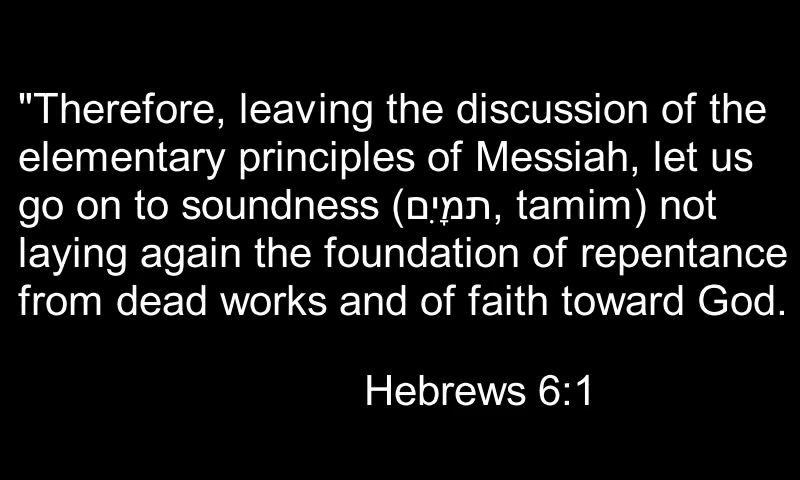 "Therefore, leaving the discussion of the
elementary principles of Messiah, let us
go on to soundness (תמָיִם, tamim) not
laying again the foundation of repentance
from dead works and of faith toward God.
Hebrews 6:1